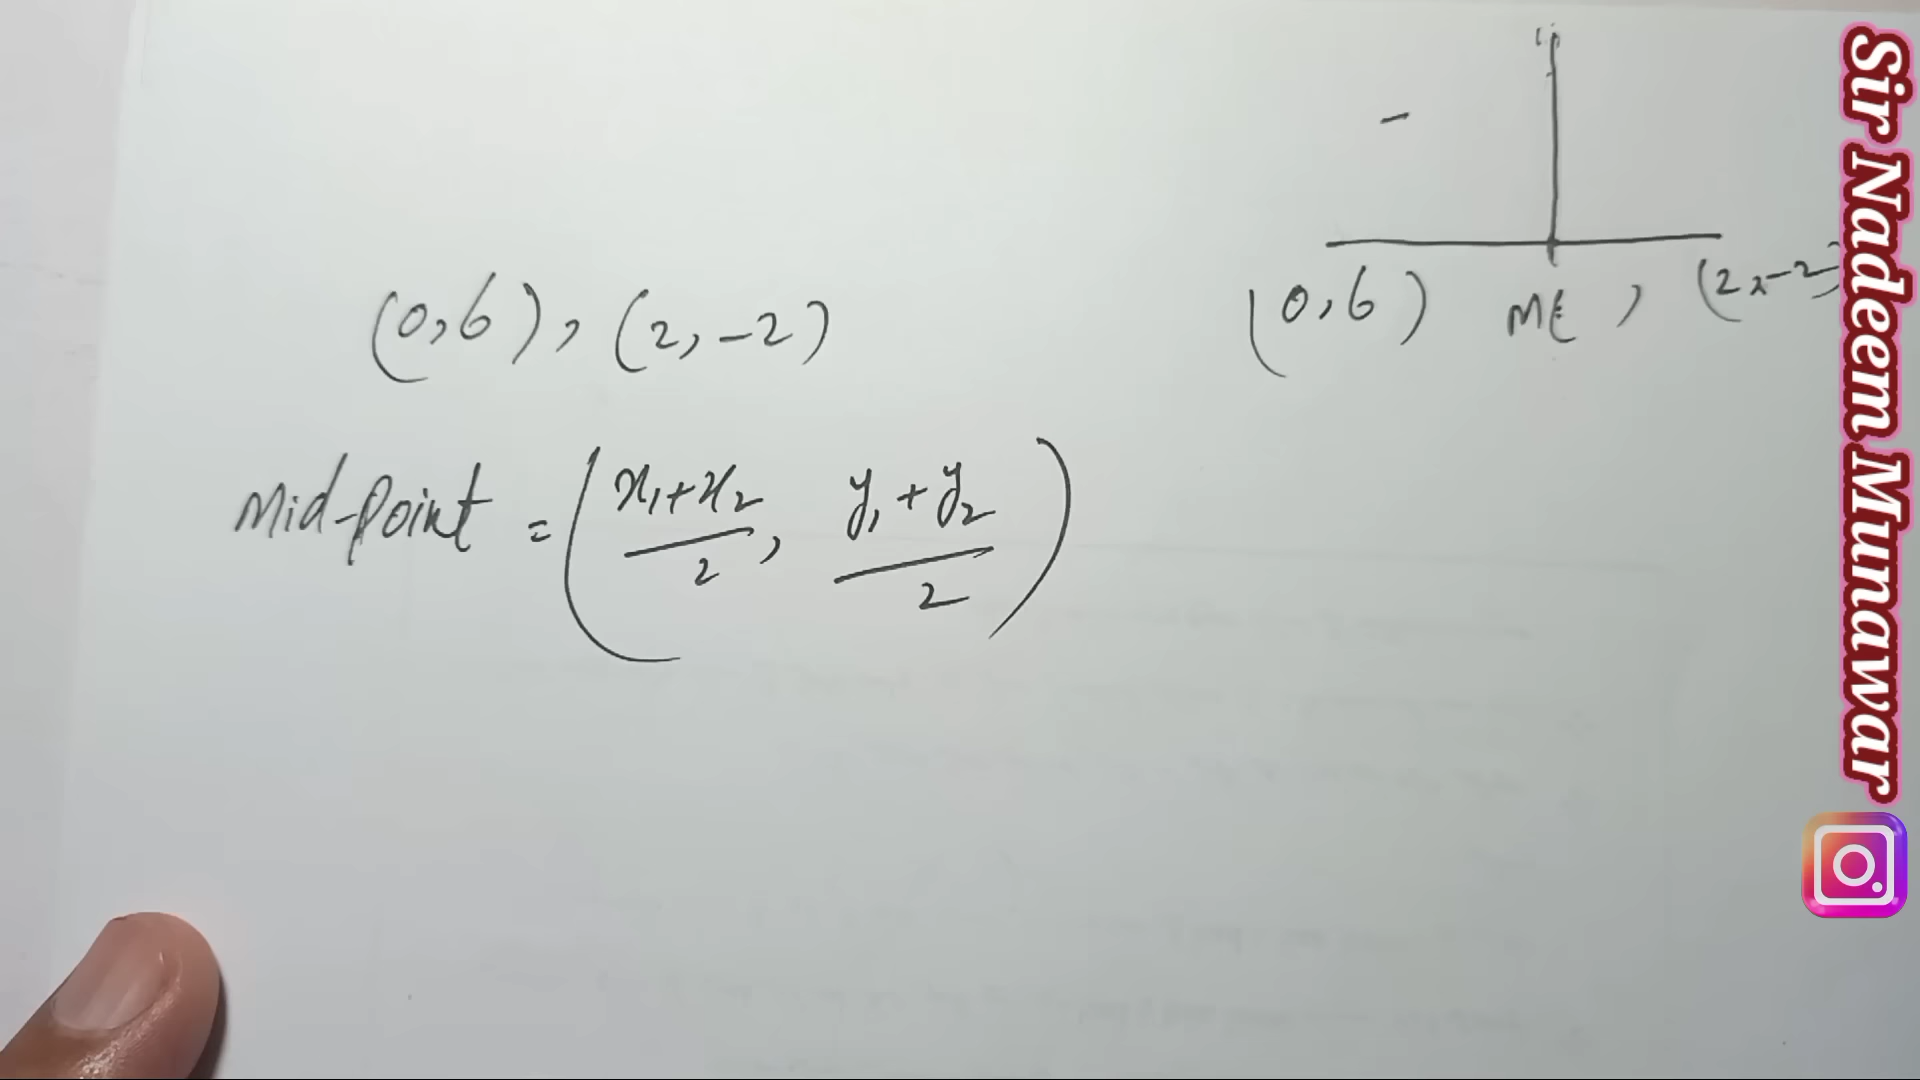 (0,6) M( , ) (2,-2)
(0,6), (2,-2)
Mid-Point = (x₁+x₂/2, y₁+y₂/2)
Sir Nadeem Munawar